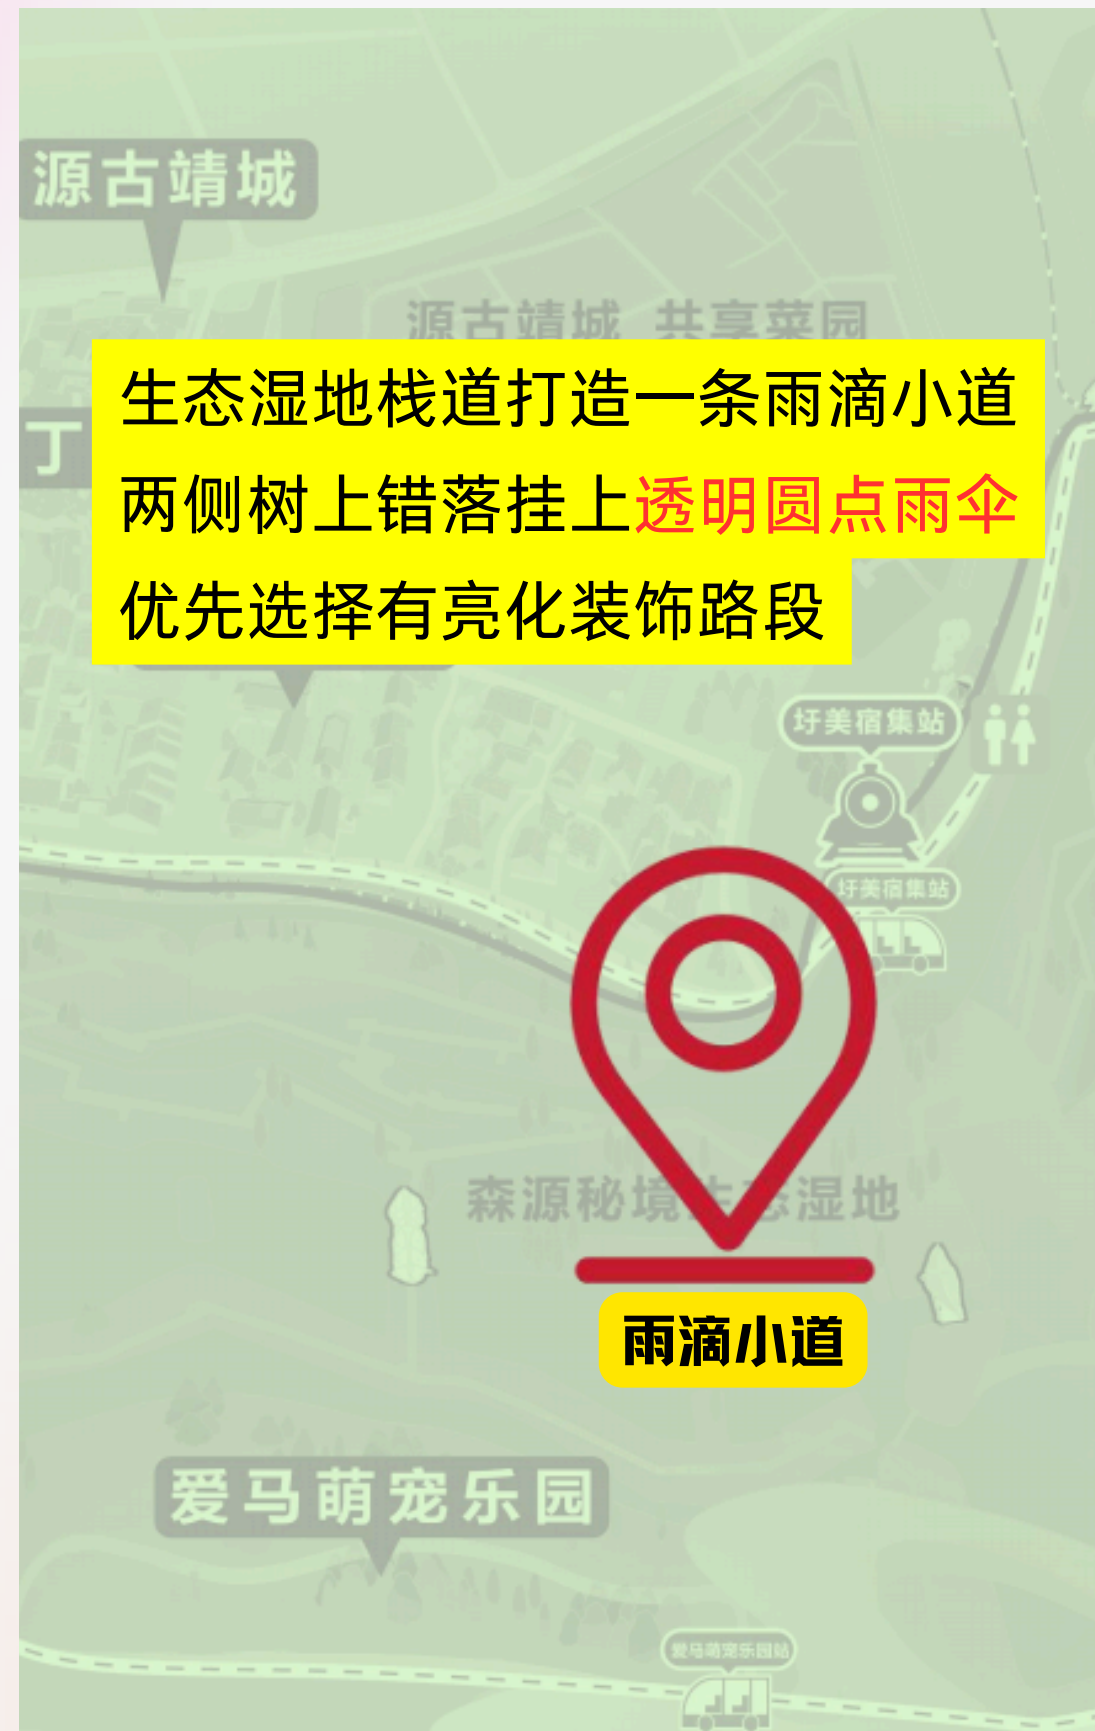 源古靖城
源古靖城 共享菜园
生态湿地栈道打造一条雨滴小道
丁
两侧树上错落挂上透明圆点雨伞
优先选择有亮化装饰路段
圩美宿集站
圩美宿集站
森源秘境生态湿地
雨滴小道
爱马萌宠乐园
爱马萌宠乐园站